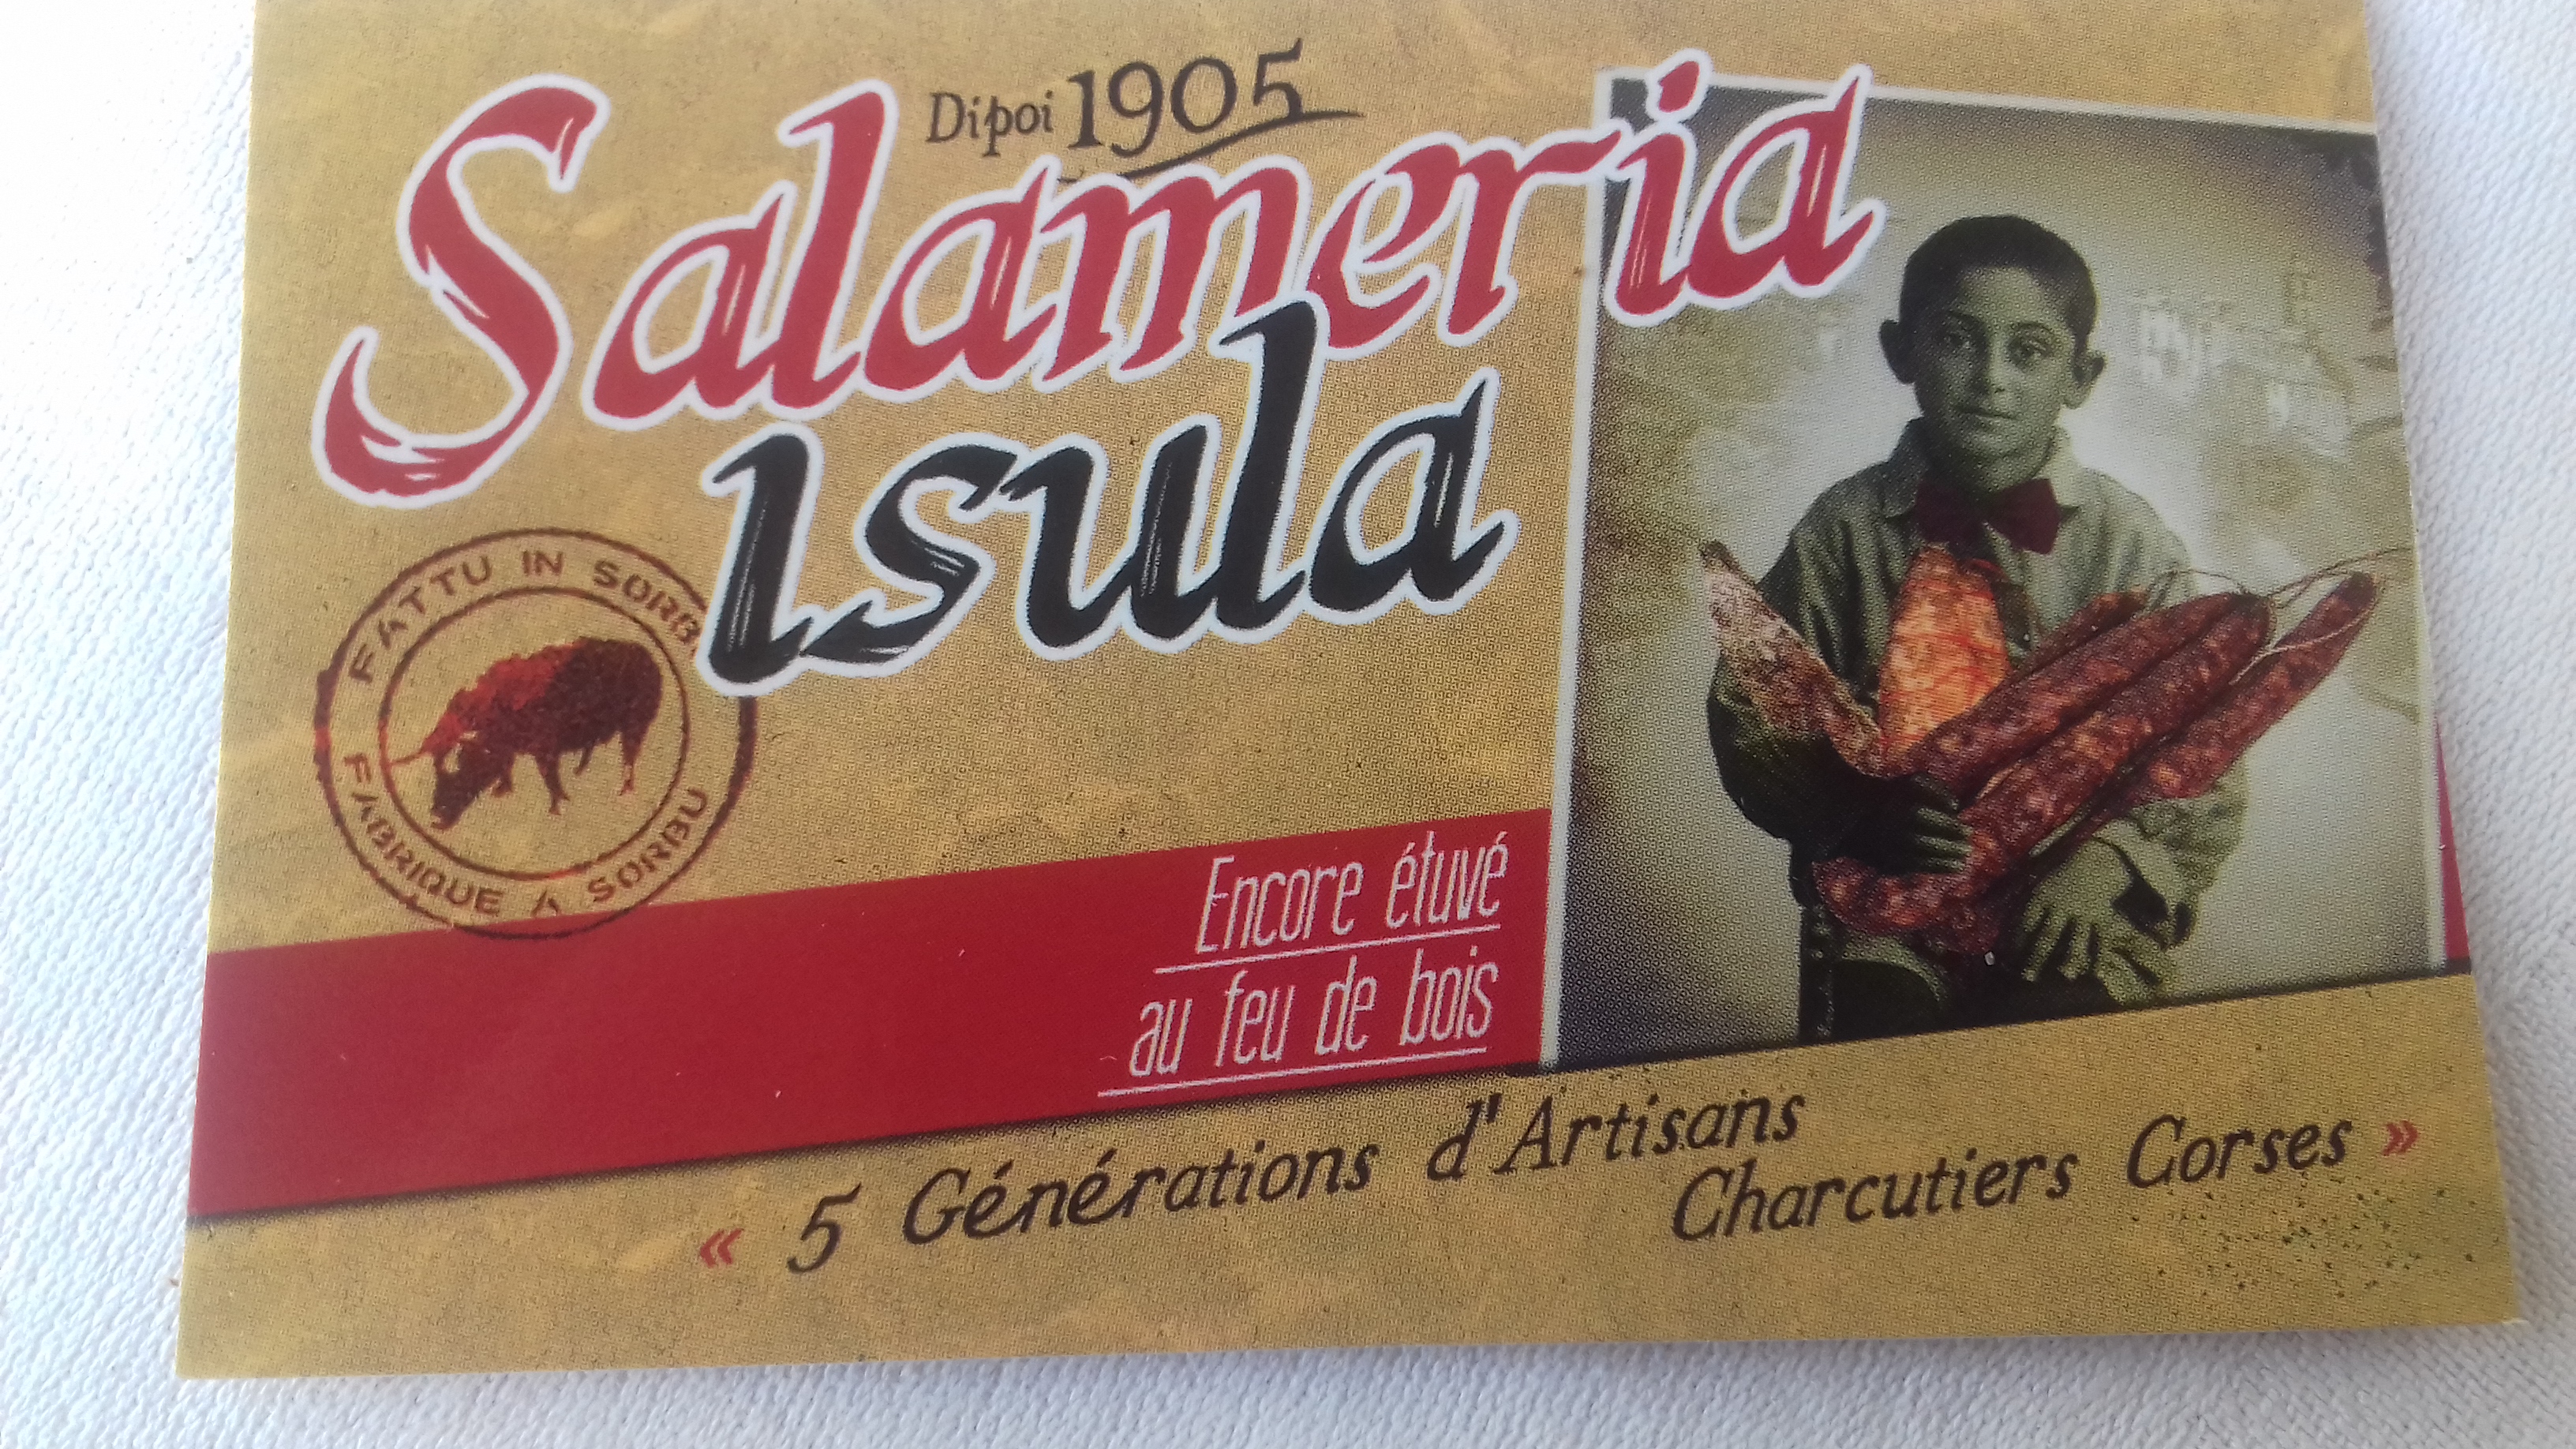 Dipoi 1905
Salameria
Isula
FATTU IN SORB
FABRIQUE A SORBU
Encore étuvé
au feu de bois
« 5 Générations d'Artisans
Charcutiers Corses »